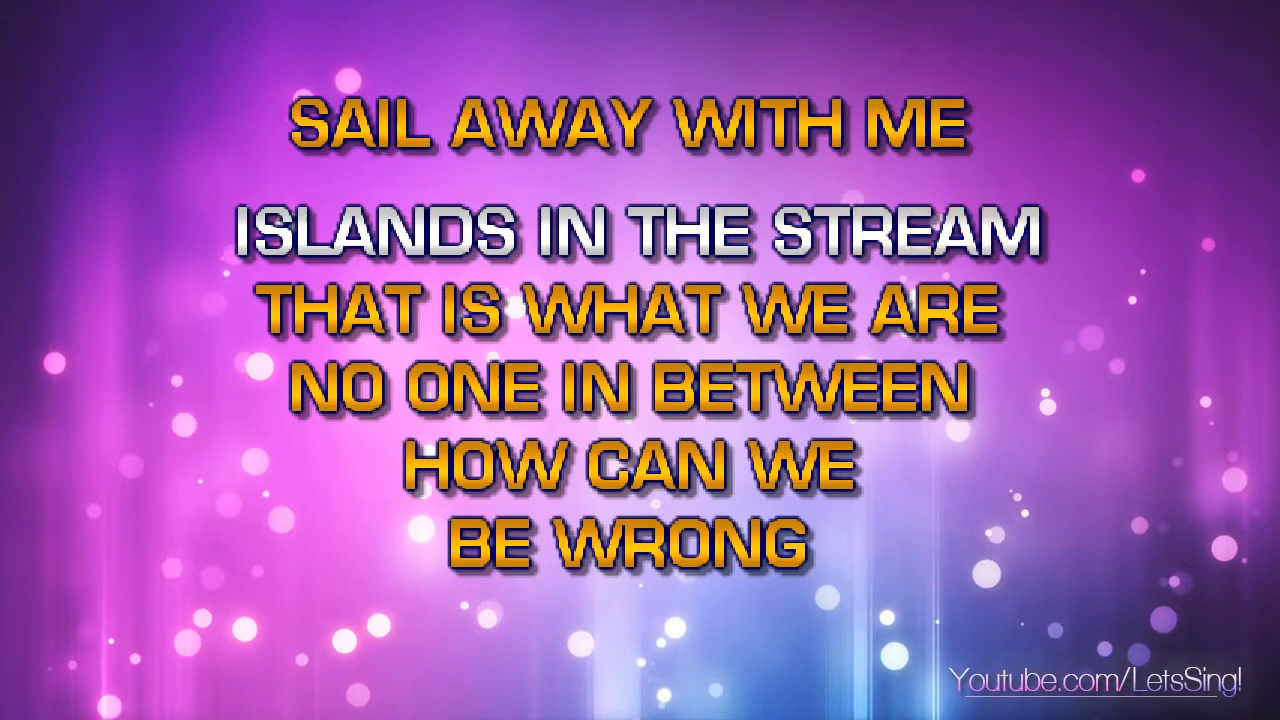 SAIL AWAY WITH ME
ISLANDS IN THE STREAM
THAT IS WHAT WE ARE
NO ONE IN BETWEEN
HOW CAN WE
BE WRONG
Youtube.com/LetsSing!